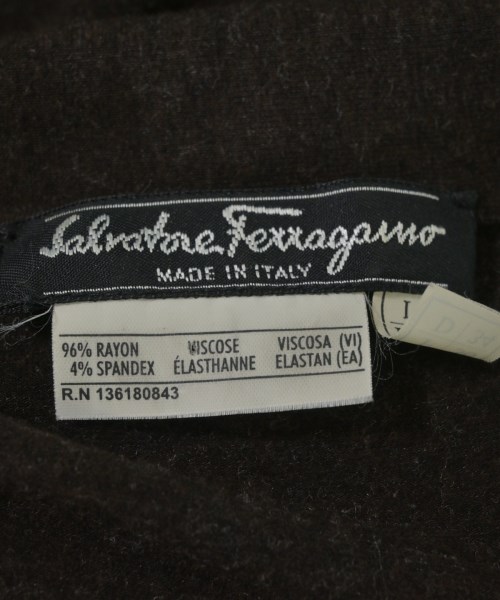 Salvatore Ferragamo
MADE IN ITALY
96% RAYON VISCOSE VISCOSA (VI)
4% SPANDEX ÉLASTHANNE ELASTAN (EA)
R.N 136180843